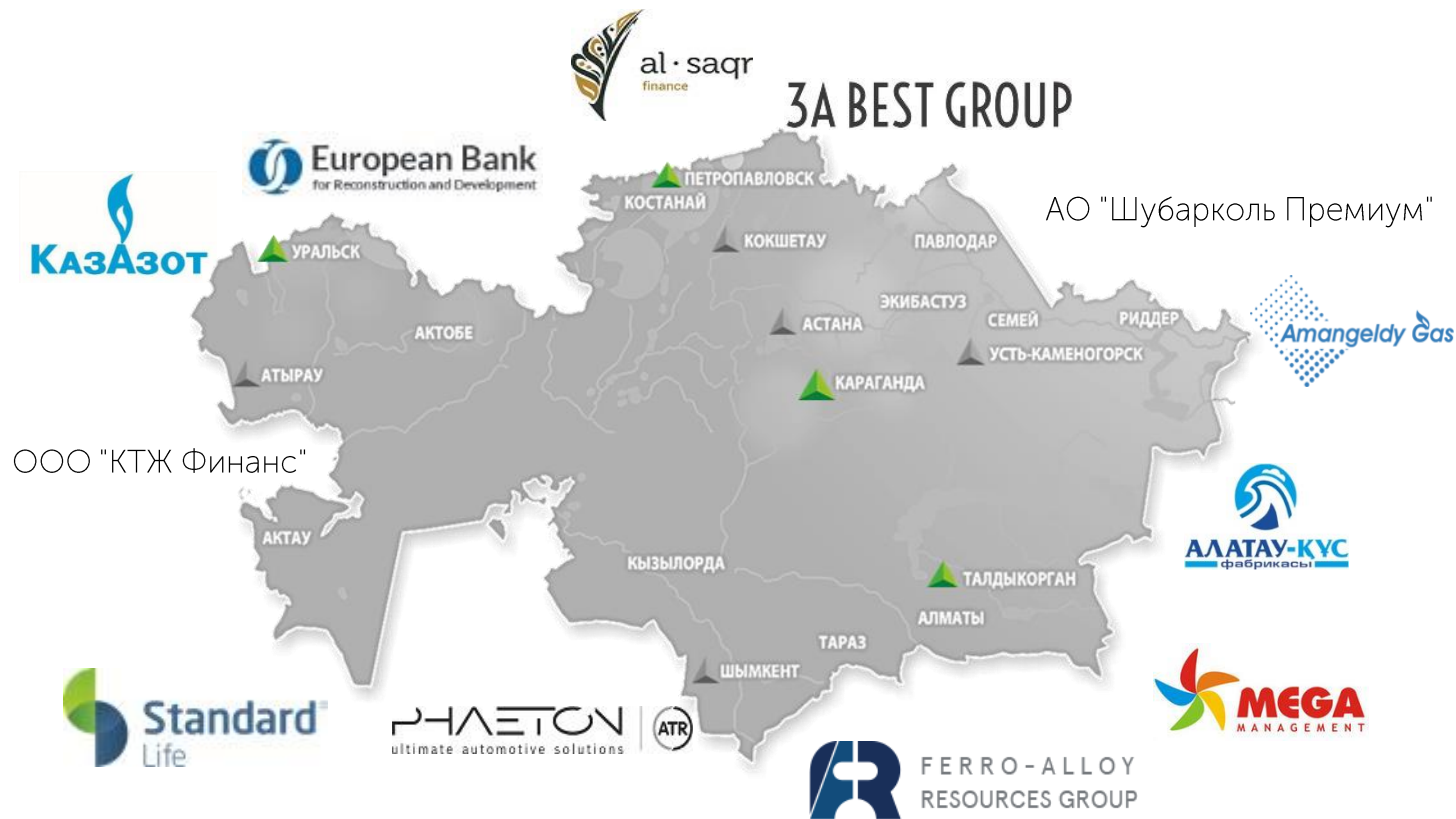 al·saqr
finance
3A BEST GROUP
European Bank
for Reconstruction and Development
КАЗАЗОТ
АО "Шубарколь Премиум"
ПЕТРОПАВЛОВСК
КОСТАНАЙ
КОКШЕТАУ
ПАВЛОДАР
УРАЛЬСК
ЭКИБАСТУЗ
АКТОБЕ
АСТАНА
СЕМЕЙ
РИДДЕР
Amangeldy Gas
УСТЬ-КАМЕНОГОРСК
АТЫРАУ
КАРАГАНДА
ООО "КТЖ Финанс"
АКТАУ
АЛАТАУ-ҚҰС
фабрикасы
КЫЗЫЛОРДА
ТАЛДЫКОРГАН
АЛМАТЫ
ТАРАЗ
ШЫМКЕНТ
Standard
Life
PHAETON
ultimate automotive solutions
ATR
MEGA
MANAGEMENT
FERRO-ALLOY
RESOURCES GROUP